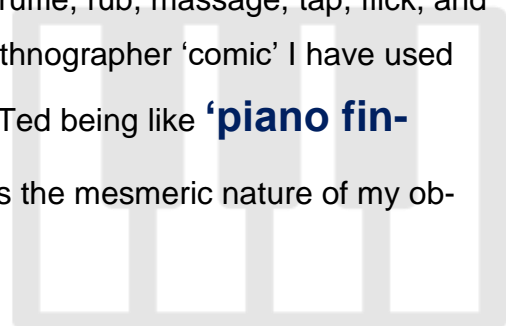 rub, massage, tap, flick, and
thnographer ‘comic’ I have used
Ted being like ‘piano fin-
s the mesmeric nature of my ob-